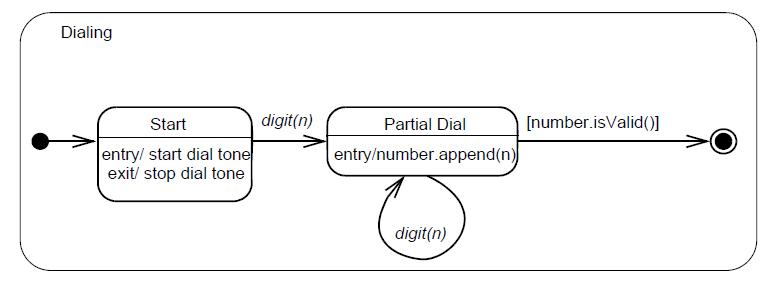 Dialing
Start
entry/ start dial tone
exit/ stop dial tone
digit(n)
Partial Dial
entry/number.append(n)
digit(n)
[number.isValid()]